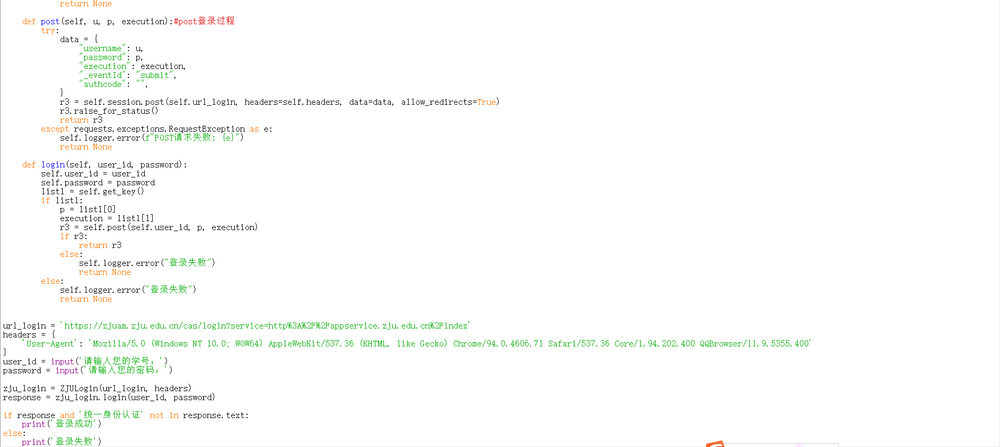 return None
def post(self, u, p, execution):#post登录过程
try:
data = {
"username": u,
"password": p,
"execution": execution,
"_eventId": "submit",
"authcode": "",
}
r3 = self.session.post(self.url_login, headers=self.headers, data=data, allow_redirects=True)
r3.raise_for_status()
return r3
except requests.exceptions.RequestException as e:
self.logger.error(f"POST请求失败: {e}")
return None
def login(self, user_id, password):
self.user_id = user_id
self.password = password
list1 = self.get_key()
if list1:
p = list1[0]
execution = list1[1]
r3 = self.post(self.user_id, p, execution)
if r3:
return r3
else:
self.logger.error("登录失败")
return None
else:
self.logger.error("登录失败")
return None
url_login = 'https://zjuam.zju.edu.cn/cas/login?service=http%3A%2F%2Fappservice.zju.edu.cn%2Findex'
headers = {
'User-Agent': 'Mozilla/5.0 (Windows NT 10.0; WOW64) AppleWebKit/537.36 (KHTML, like Gecko) Chrome/94.0.4606.71 Safari/537.36 Core/1.94.202.400 QQBrowser/11.9.5355.400'
}
user_id = input('请输入您的学号：')
password = input('请输入您的密码：')
zju_login = ZJULogin(url_login, headers)
response = zju_login.login(user_id, password)
if response and '统一身份认证' not in response.text:
print('登录成功')
else:
print('登录失败')